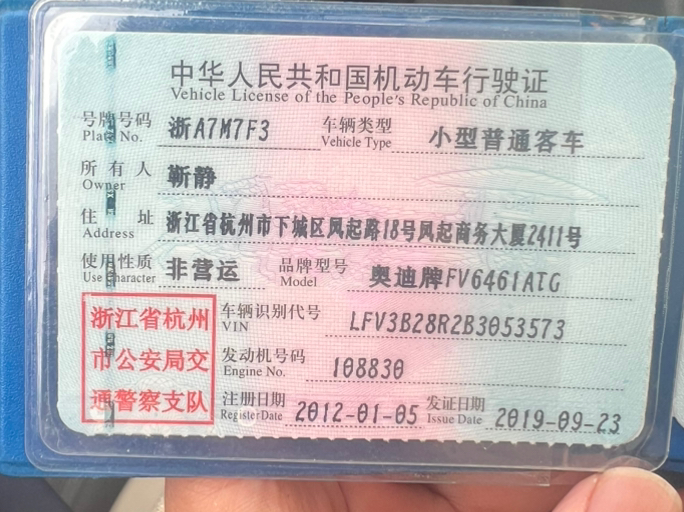 中华人民共和国机动车行驶证
Vehicle License of the People's Republic of China
号牌号码 浙A7M7F3 车辆类型 小型普通客车
Plate No. Vehicle Type
所有人 靳静
Owner
住址 浙江省杭州市下城区凤起路18号凤起商务大厦2411号
Address
使用性质 非营运 品牌型号 奥迪牌FV6461ATG
Use Character Model
浙江省杭州
市公安局交
通警察支队
车辆识别代号 LFV3B28R2B3053573
VIN
发动机号码 108830
Engine No.
注册日期 2012-01-05 发证日期 2019-09-23
Register Date Issue Date